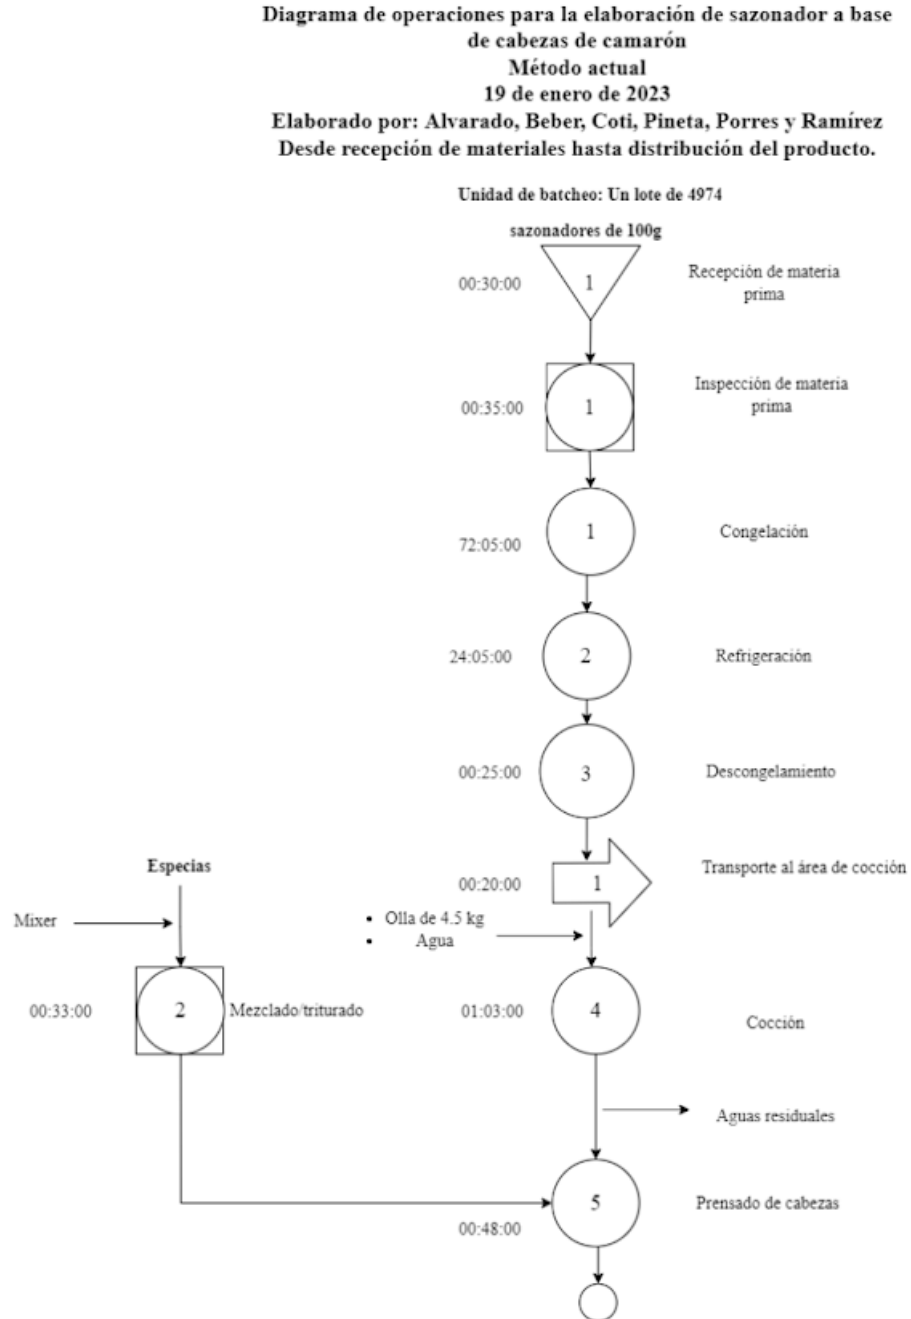 Diagrama de operaciones para la elaboración de sazonador a base
de cabezas de camarón
Método actual
19 de enero de 2023
Elaborado por: Alvarado, Beber, Coti, Pineta, Porres y Ramírez
Desde recepción de materiales hasta distribución del producto.
Unidad de batcheo: Un lote de 4974
sazonadores de 100g
00:30:00
1
Recepción de materia
prima
00:35:00
1
Inspección de materia
prima
72:05:00
1
Congelación
24:05:00
2
Refrigeración
00:25:00
3
Descongelamiento
00:20:00
1
Transporte al área de cocción
Especias
Mixer
• Olla de 4.5 kg
• Agua
00:33:00
2
Mezclado/triturado
01:03:00
4
Cocción
Aguas residuales
00:48:00
5
Prensado de cabezas